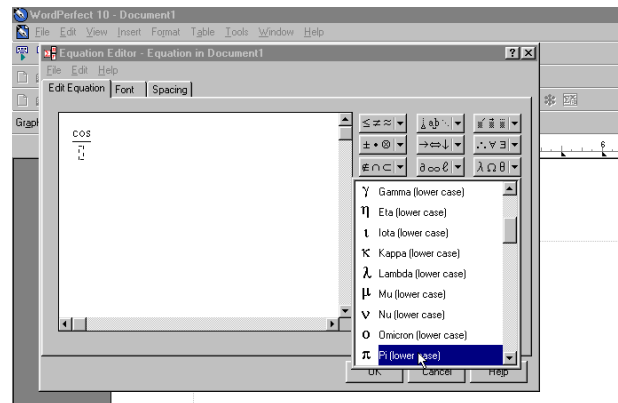 WordPerfect 10 - Document1
File Edit View Insert Format Table Tools Window Help
Equation Editor - Equation in Document1
File Edit Help
Edit Equation Font Spacing
cos
≤≠≈
±•⊗ →⇔↓ ∴∀∃
∉∩⊂ ∂∞ℓ λΩθ
γ Gamma (lower case)
η Eta (lower case)
ι Iota (lower case)
κ Kappa (lower case)
λ Lambda (lower case)
μ Mu (lower case)
ν Nu (lower case)
ο Omicron (lower case)
π Pi (lower case)
OK Cancel Help
6